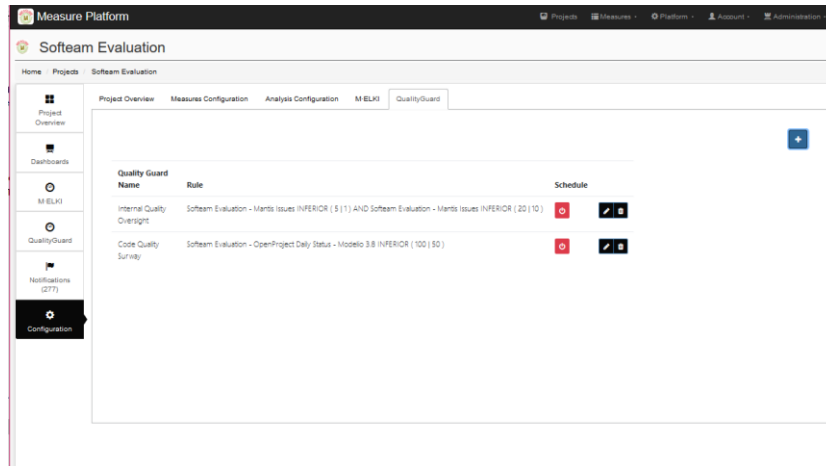 Measure Platform
Projects Measures Platform Account Administration
Softeam Evaluation
Home / Projects / Softeam Evaluation
Project Overview
Dashboards
M-ELKI
QualityGuard
Notifications (277)
Configuration
Project Overview Measures Configuration Analysis Configuration M-ELKI QualityGuard
+
Quality Guard Name Rule Schedule
Internal Quality Oversight Softeam Evaluation - Mantis Issues INFERIOR ( 5 | 1 ) AND Softeam Evaluation - Mantis Issues INFERIOR ( 20 | 10 )
Code Quality Surway Softeam Evaluation - OpenProject Daily Status - Modelio 3.8 INFERIOR ( 100 | 50 )